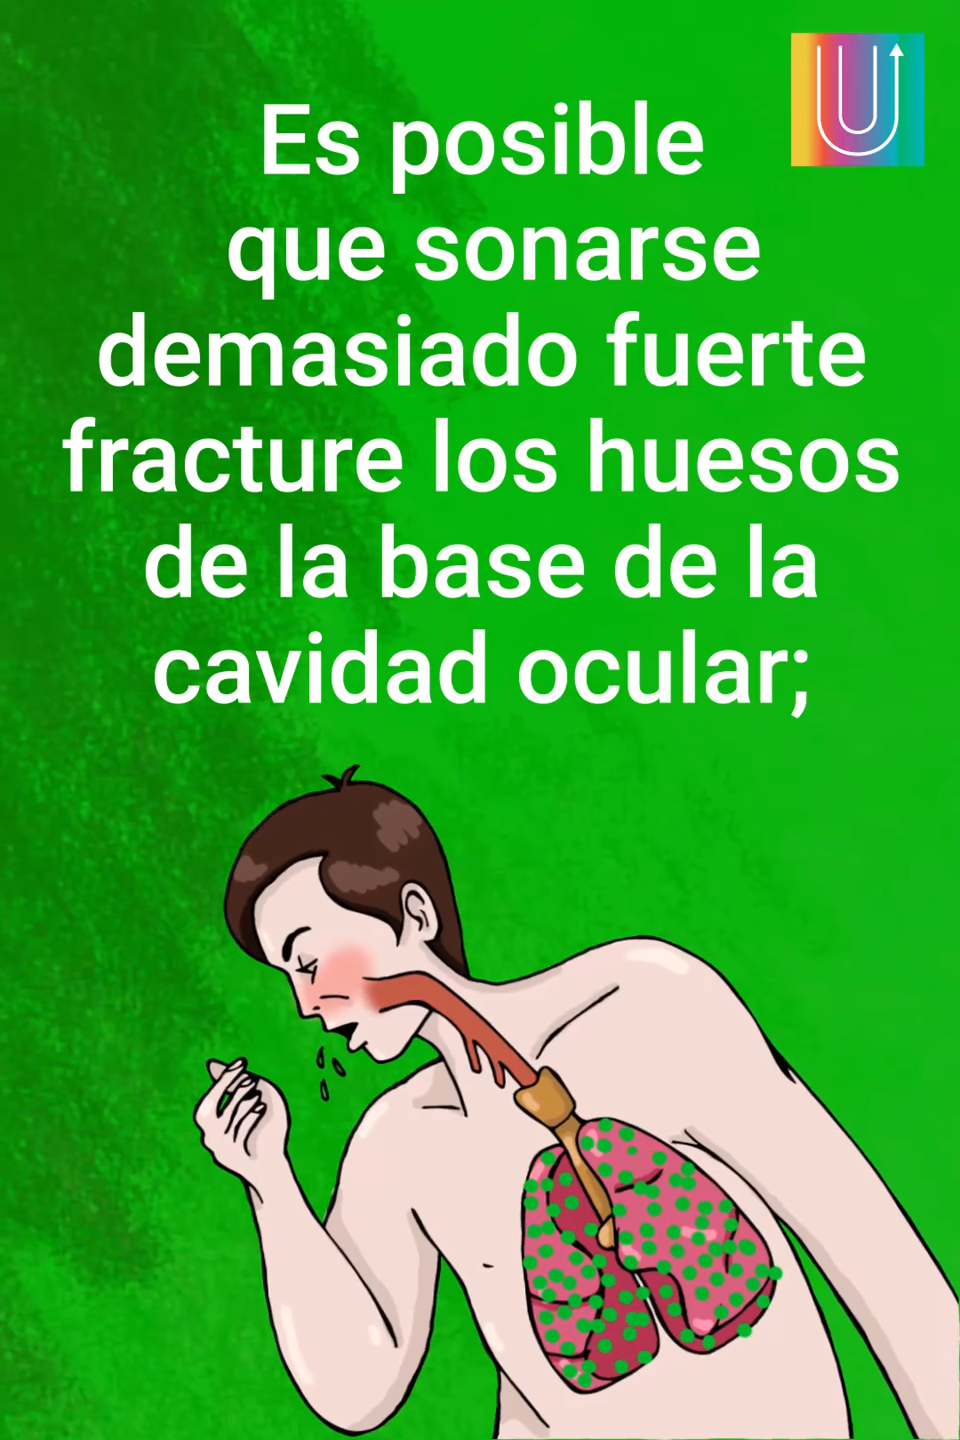 Es posible
que sonarse
demasiado fuerte
fracture los huesos
de la base de la
cavidad ocular;